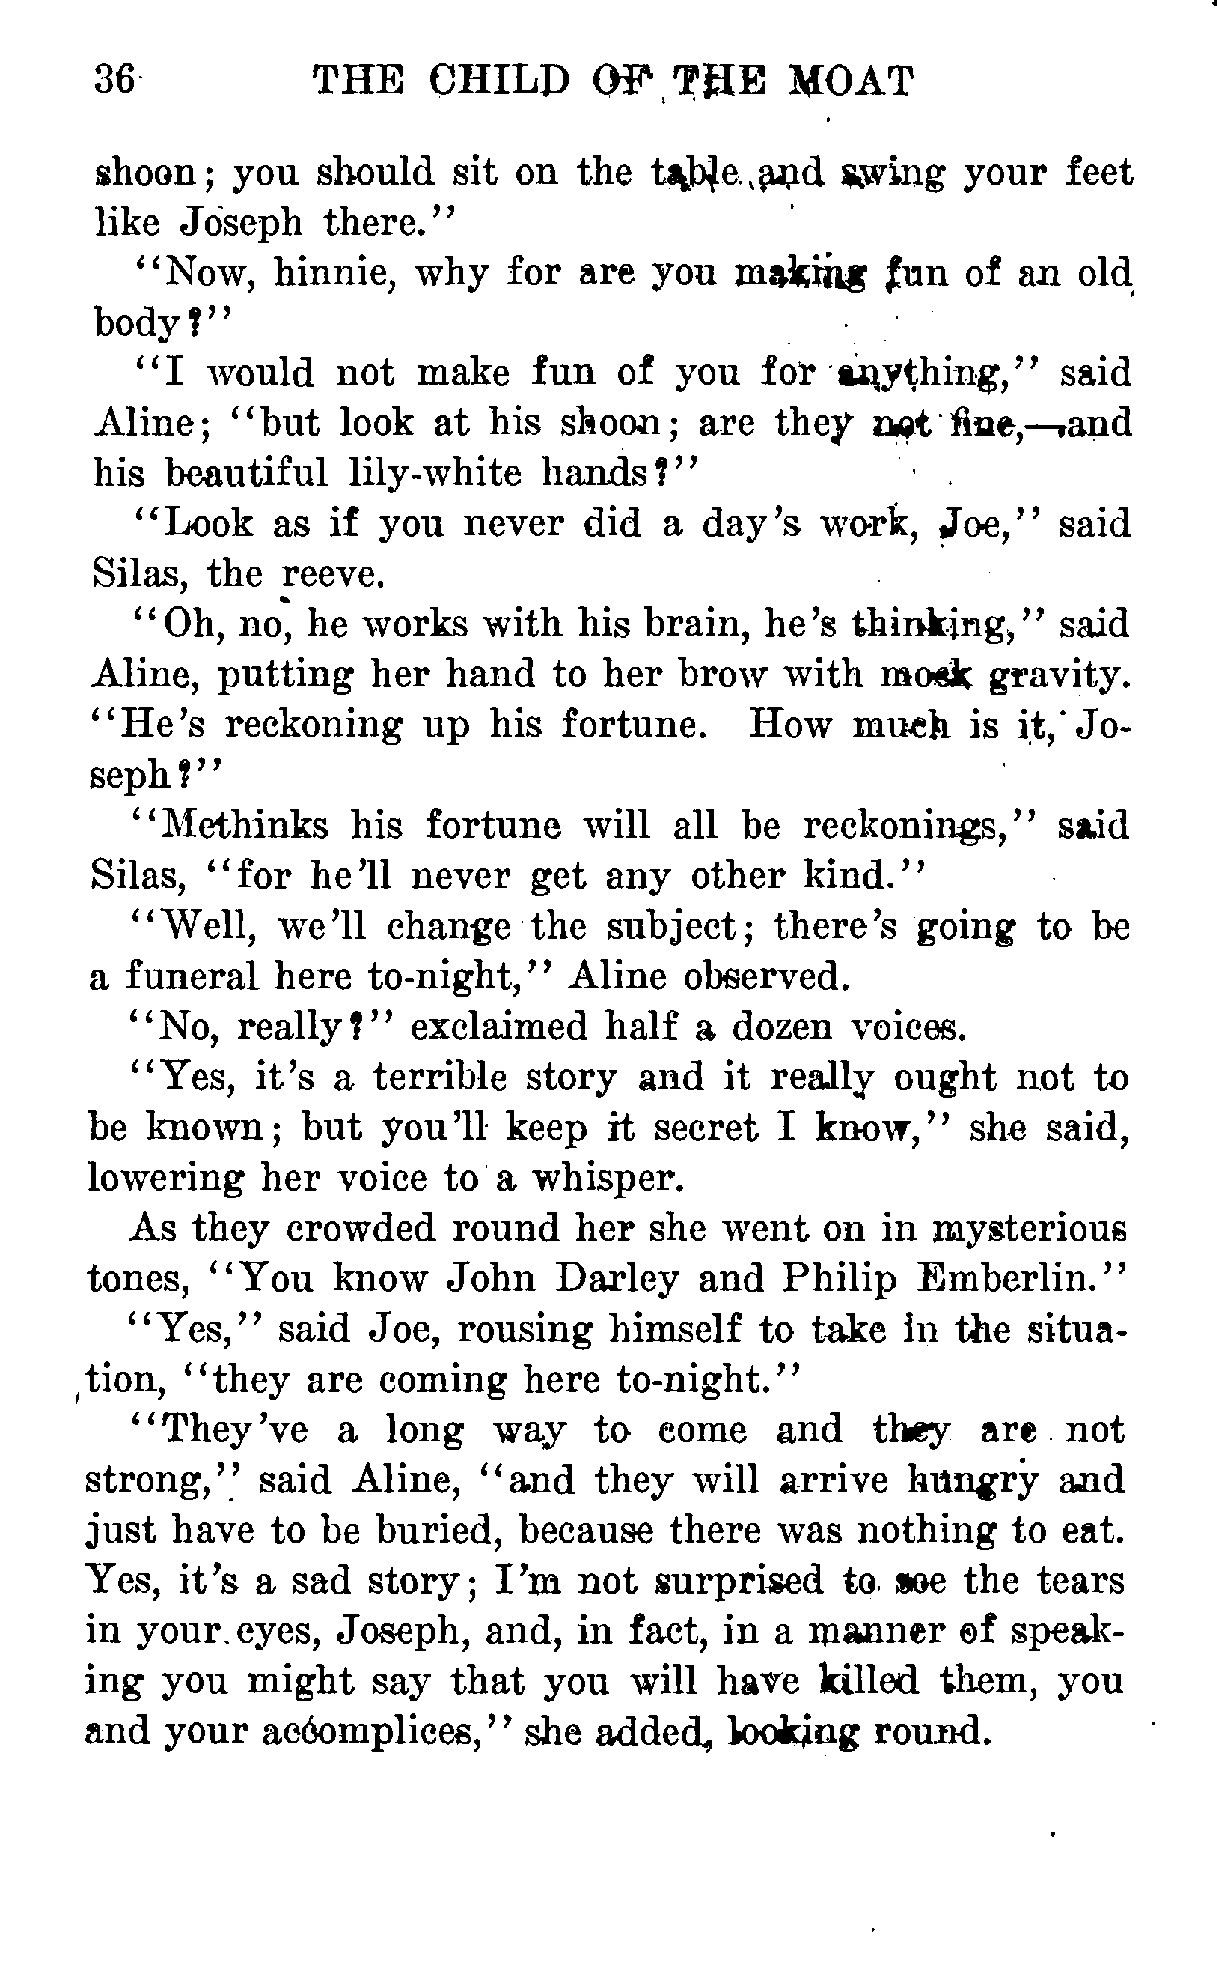 36 THE CHILD OF THE MOAT
shoon; you should sit on the table and swing your feet
like Joseph there."
"Now, hinnie, why for are you making fun of an old
body?"
"I would not make fun of you for anything," said
Aline; "but look at his shoon; are they not fine,—and
his beautiful lily-white hands?"
"Look as if you never did a day's work, Joe," said
Silas, the reeve.
"Oh, no, he works with his brain, he's thinking," said
Aline, putting her hand to her brow with mock gravity.
"He's reckoning up his fortune. How much is it, Jo-
seph?"
"Methinks his fortune will all be reckonings," said
Silas, "for he'll never get any other kind."
"Well, we'll change the subject; there's going to be
a funeral here to-night," Aline observed.
"No, really?" exclaimed half a dozen voices.
"Yes, it's a terrible story and it really ought not to
be known; but you'll keep it secret I know," she said,
lowering her voice to a whisper.
As they crowded round her she went on in mysterious
tones, "You know John Darley and Philip Emberlin."
"Yes," said Joe, rousing himself to take in the situa-
tion, "they are coming here to-night."
"They've a long way to come and they are not
strong," said Aline, "and they will arrive hungry and
just have to be buried, because there was nothing to eat.
Yes, it's a sad story; I'm not surprised to see the tears
in your eyes, Joseph, and, in fact, in a manner of speak-
ing you might say that you will have killed them, you
and your accomplices," she added, looking round.